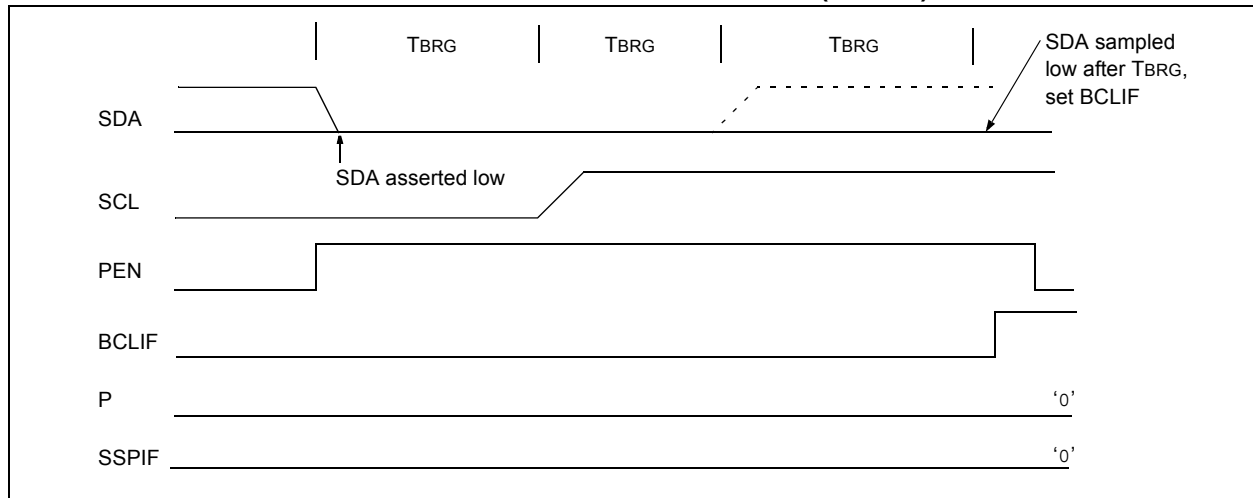 TBRG
TBRG
TBRG
SDA sampled
low after TBRG,
set BCLIF
SDA
SDA asserted low
SCL
PEN
BCLIF
P
‘0’
SSPIF
‘0’